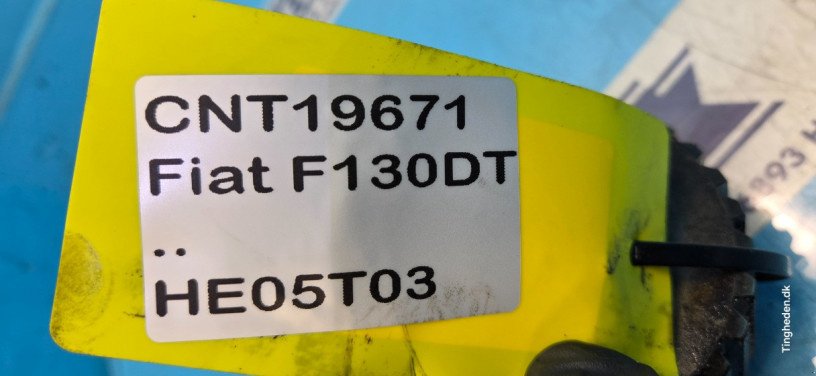 CNT19671
Fiat F130DT
..
HE05T03
Tingheden.dk